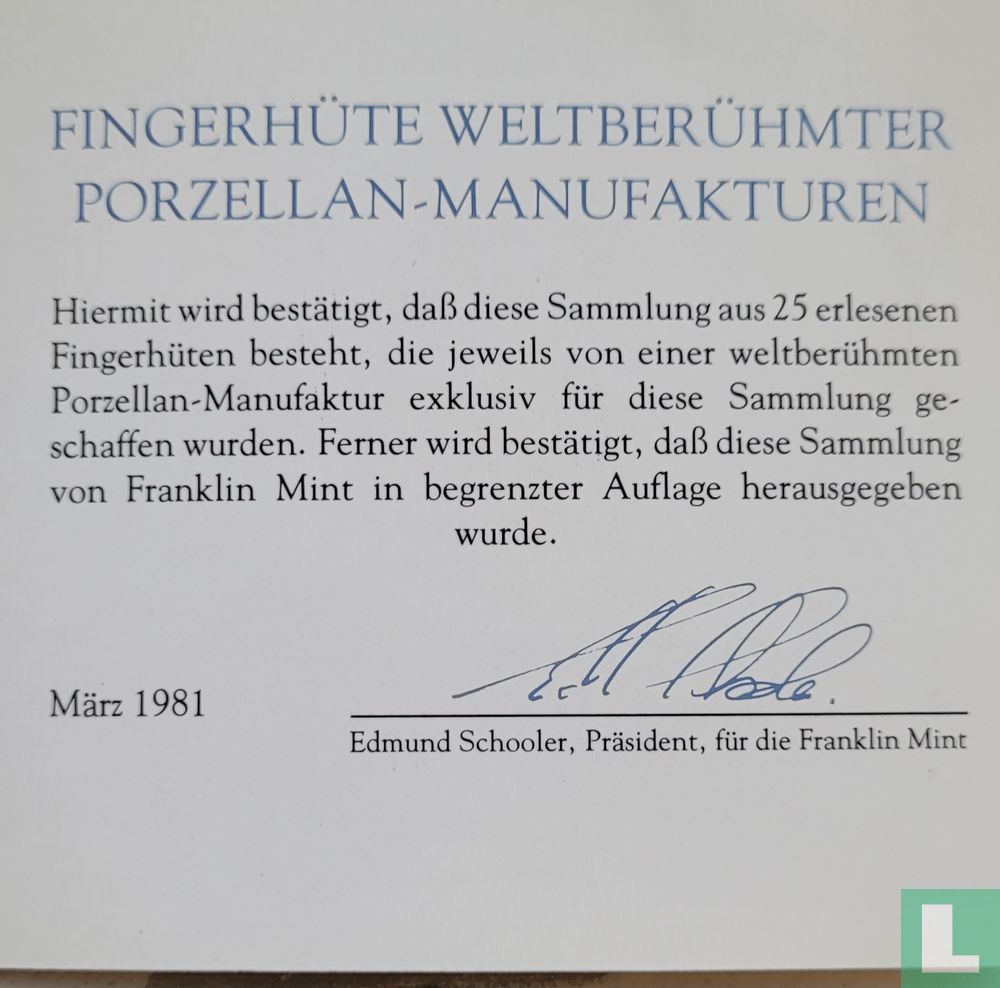 FINGERHÜTE WELTBERÜHMTER
PORZELLAN-MANUFAKTUREN
Hiermit wird bestätigt, daß diese Sammlung aus 25 erlesenen
Fingerhüten besteht, die jeweils von einer weltberühmten
Porzellan-Manufaktur exklusiv für diese Sammlung ge-
schaffen wurden. Ferner wird bestätigt, daß diese Sammlung
von Franklin Mint in begrenzter Auflage herausgegeben
wurde.
März 1981
Edmund Schooler, Präsident, für die Franklin Mint
L